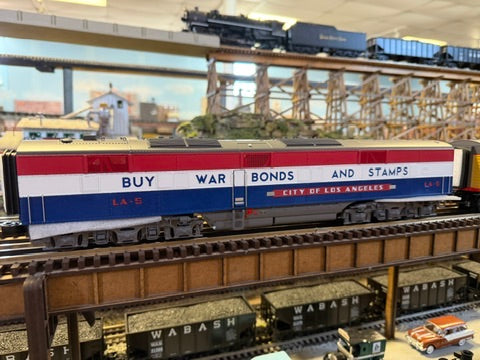 BUY WAR BONDS AND STAMPS
CITY OF LOS ANGELES
LA-5 LA-5
WABASH WABASH WABASH